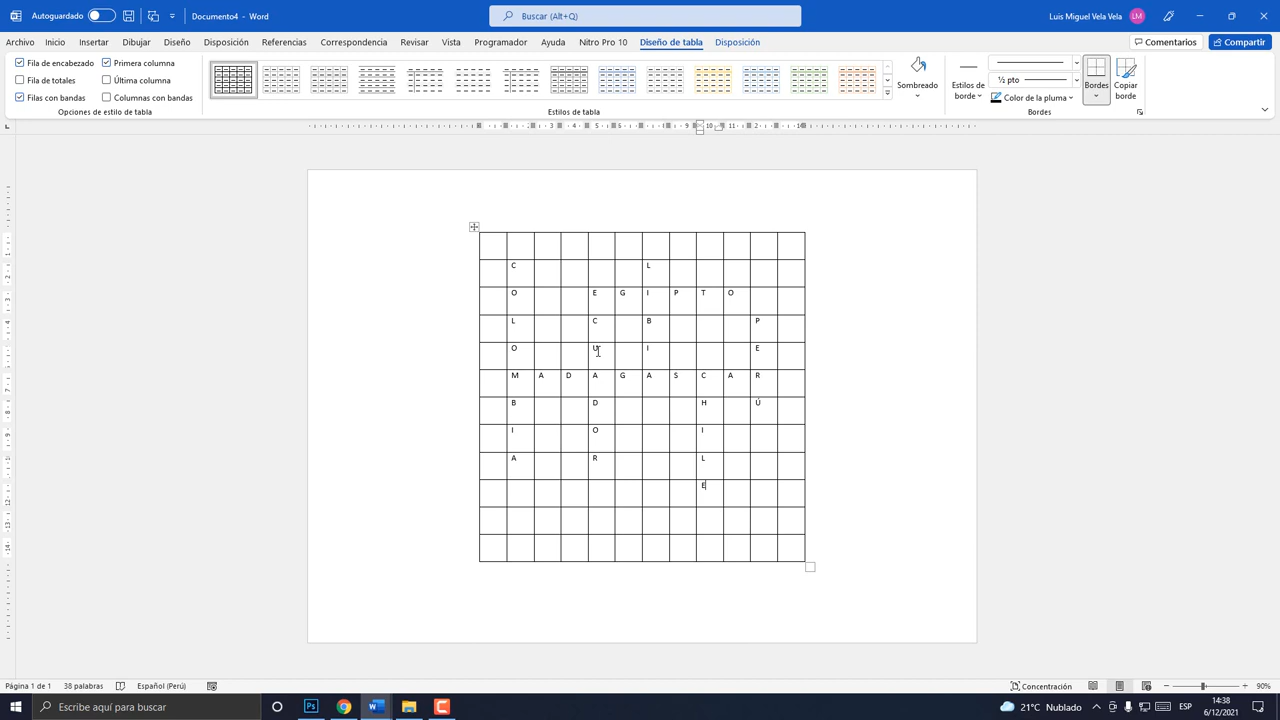 Autoguardado
Documento4 - Word
Buscar (Alt+Q)
Luis Miguel Vela Vela
LM
Archivo Inicio Insertar Dibujar Diseño Disposición Referencias Correspondencia Revisar Vista Programador Ayuda Nitro Pro 10 Diseño de tabla Disposición
Comentarios
Compartir
Fila de encabezado Primera columna
Fila de totales Última columna
Filas con bandas Columnas con bandas
Opciones de estilo de tabla
Estilos de tabla
Sombreado
Estilos de borde
½ pto
Color de la pluma
Bordes
Copiar borde
Bordes
C L
O E G I P T O
L C B P
O U I E
M A D A G A S C A R
B D H Ú
I O I
A R L
E
Página 1 de 1 38 palabras Español (Perú)
Concentración
90%
Ps
Escribe aquí para buscar
21°C Nublado
ESP
14:38
6/12/2021